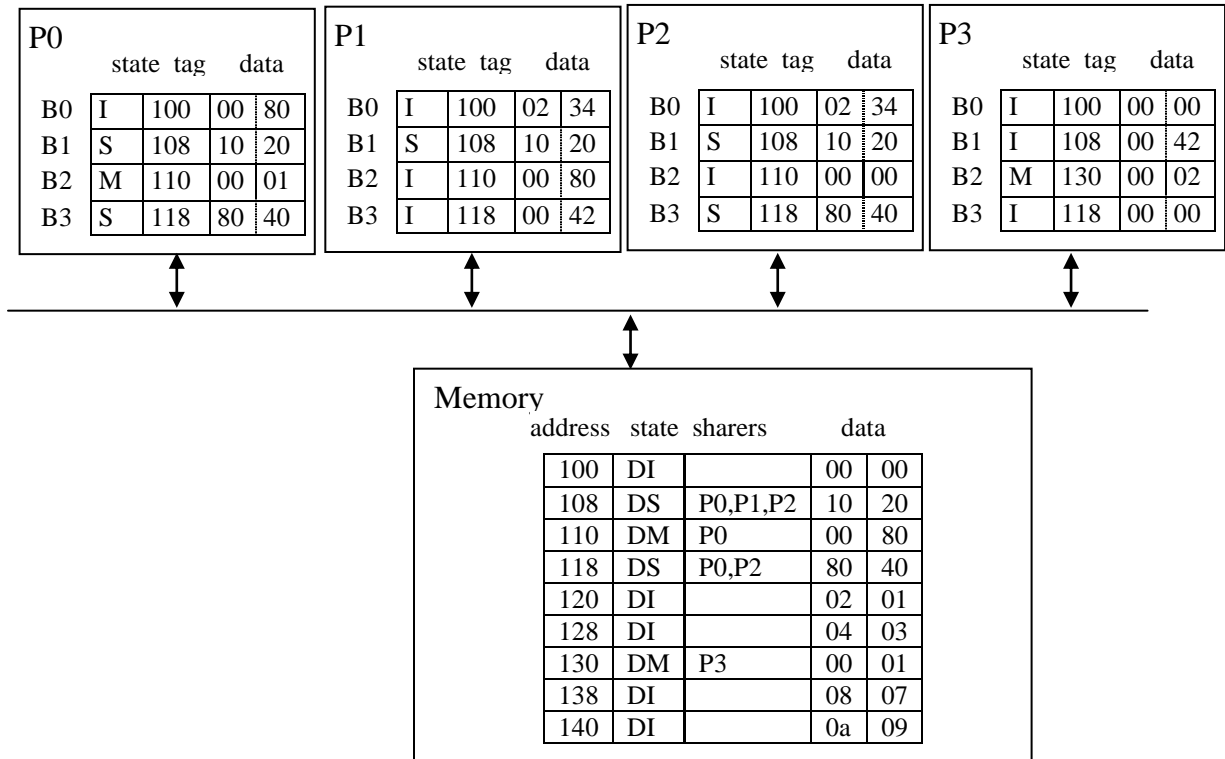 P0
state tag data
B0 I 100 00 80
B1 S 108 10 20
B2 M 110 00 01
B3 S 118 80 40
P1
state tag data
B0 I 100 02 34
B1 S 108 10 20
B2 I 110 00 80
B3 I 118 00 42
P2
state tag data
B0 I 100 02 34
B1 S 108 10 20
B2 I 110 00 00
B3 S 118 80 40
P3
state tag data
B0 I 100 00 00
B1 I 108 00 42
B2 M 130 00 02
B3 I 118 00 00
Memory
address state sharers data
100 DI 00 00
108 DS P0,P1,P2 10 20
110 DM P0 00 80
118 DS P0,P2 80 40
120 DI 02 01
128 DI 04 03
130 DM P3 00 01
138 DI 08 07
140 DI 0a 09